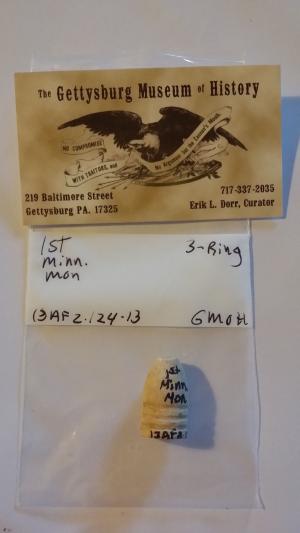 The Gettysburg Museum of History
NO COMPROMISE
WITH TRAITORS, and
No Argument but the Cannon's Mouth.
219 Baltimore Street
717-337-2035
Gettysburg PA. 17325
Erik L. Dorr, Curator
1ST
3-Ring
Minn.
Mon
13AF2.124-13
GMOH
1st
Minn
Mon
13AF2